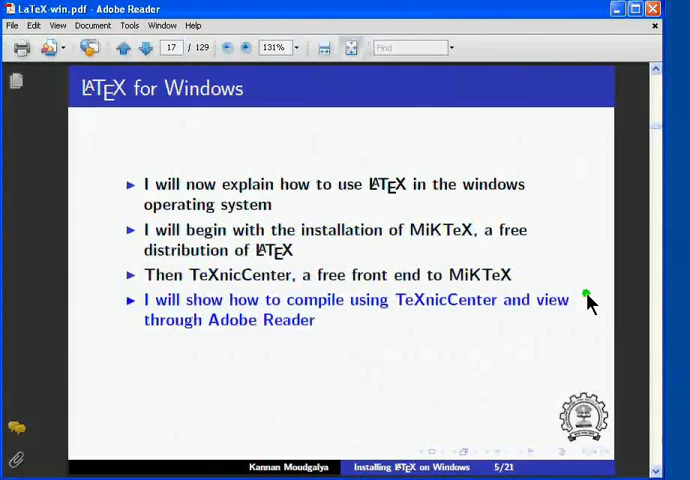 LaTeX-win.pdf - Adobe Reader
File Edit View Document Tools Window Help
17 / 129 131% Find
LATEX for Windows
I will now explain how to use LATEX in the windows
operating system
I will begin with the installation of MiKTeX, a free
distribution of LATEX
Then TeXnicCenter, a free front end to MiKTeX
I will show how to compile using TeXnicCenter and view
through Adobe Reader
Kannan Moudgalya Installing LATEX on Windows 5/21